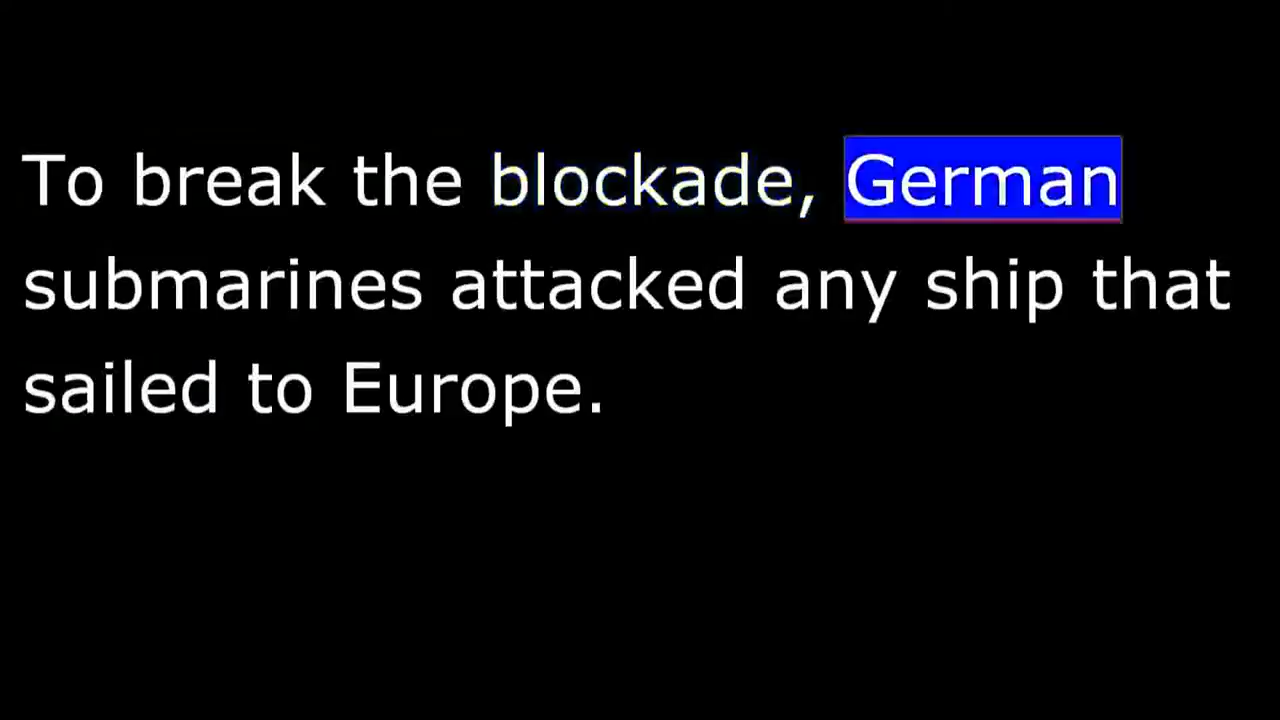 To break the blockade, German
submarines attacked any ship that
sailed to Europe.